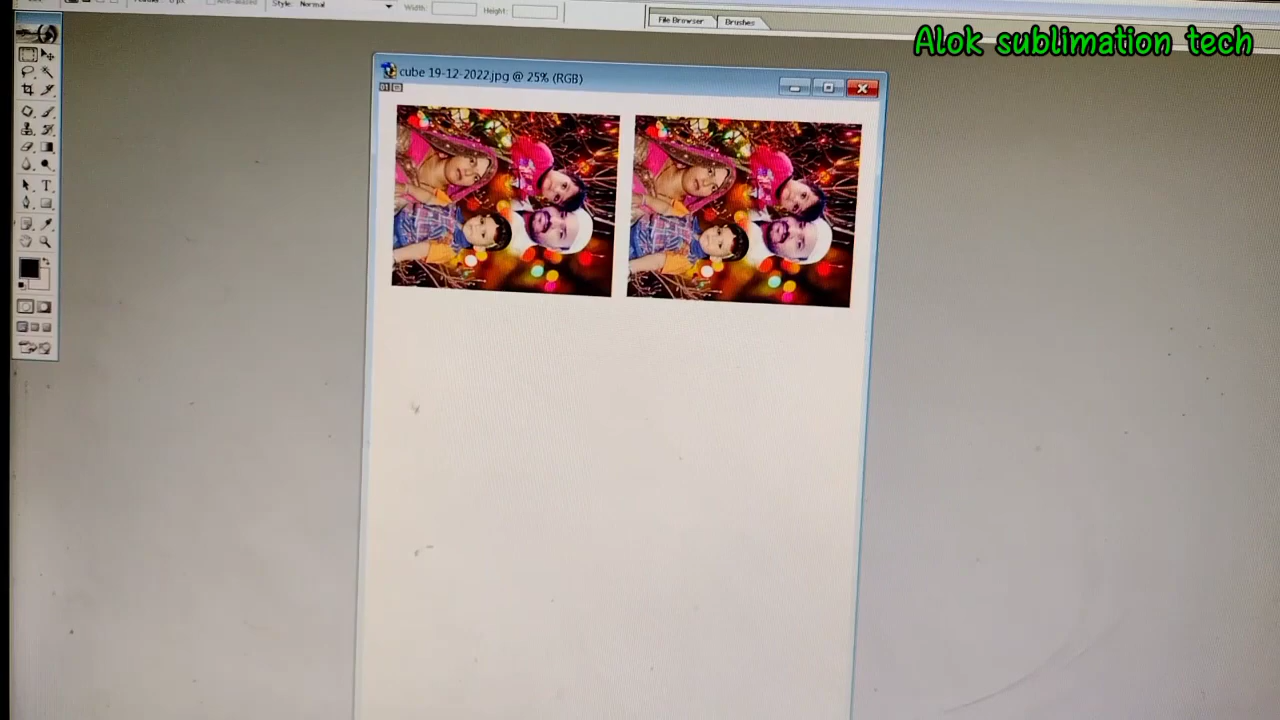 Style: Normal
Width:
Height:
File Browser
Brushes
Alok sublimation tech
cube 19-12-2022.jpg @ 25% (RGB)